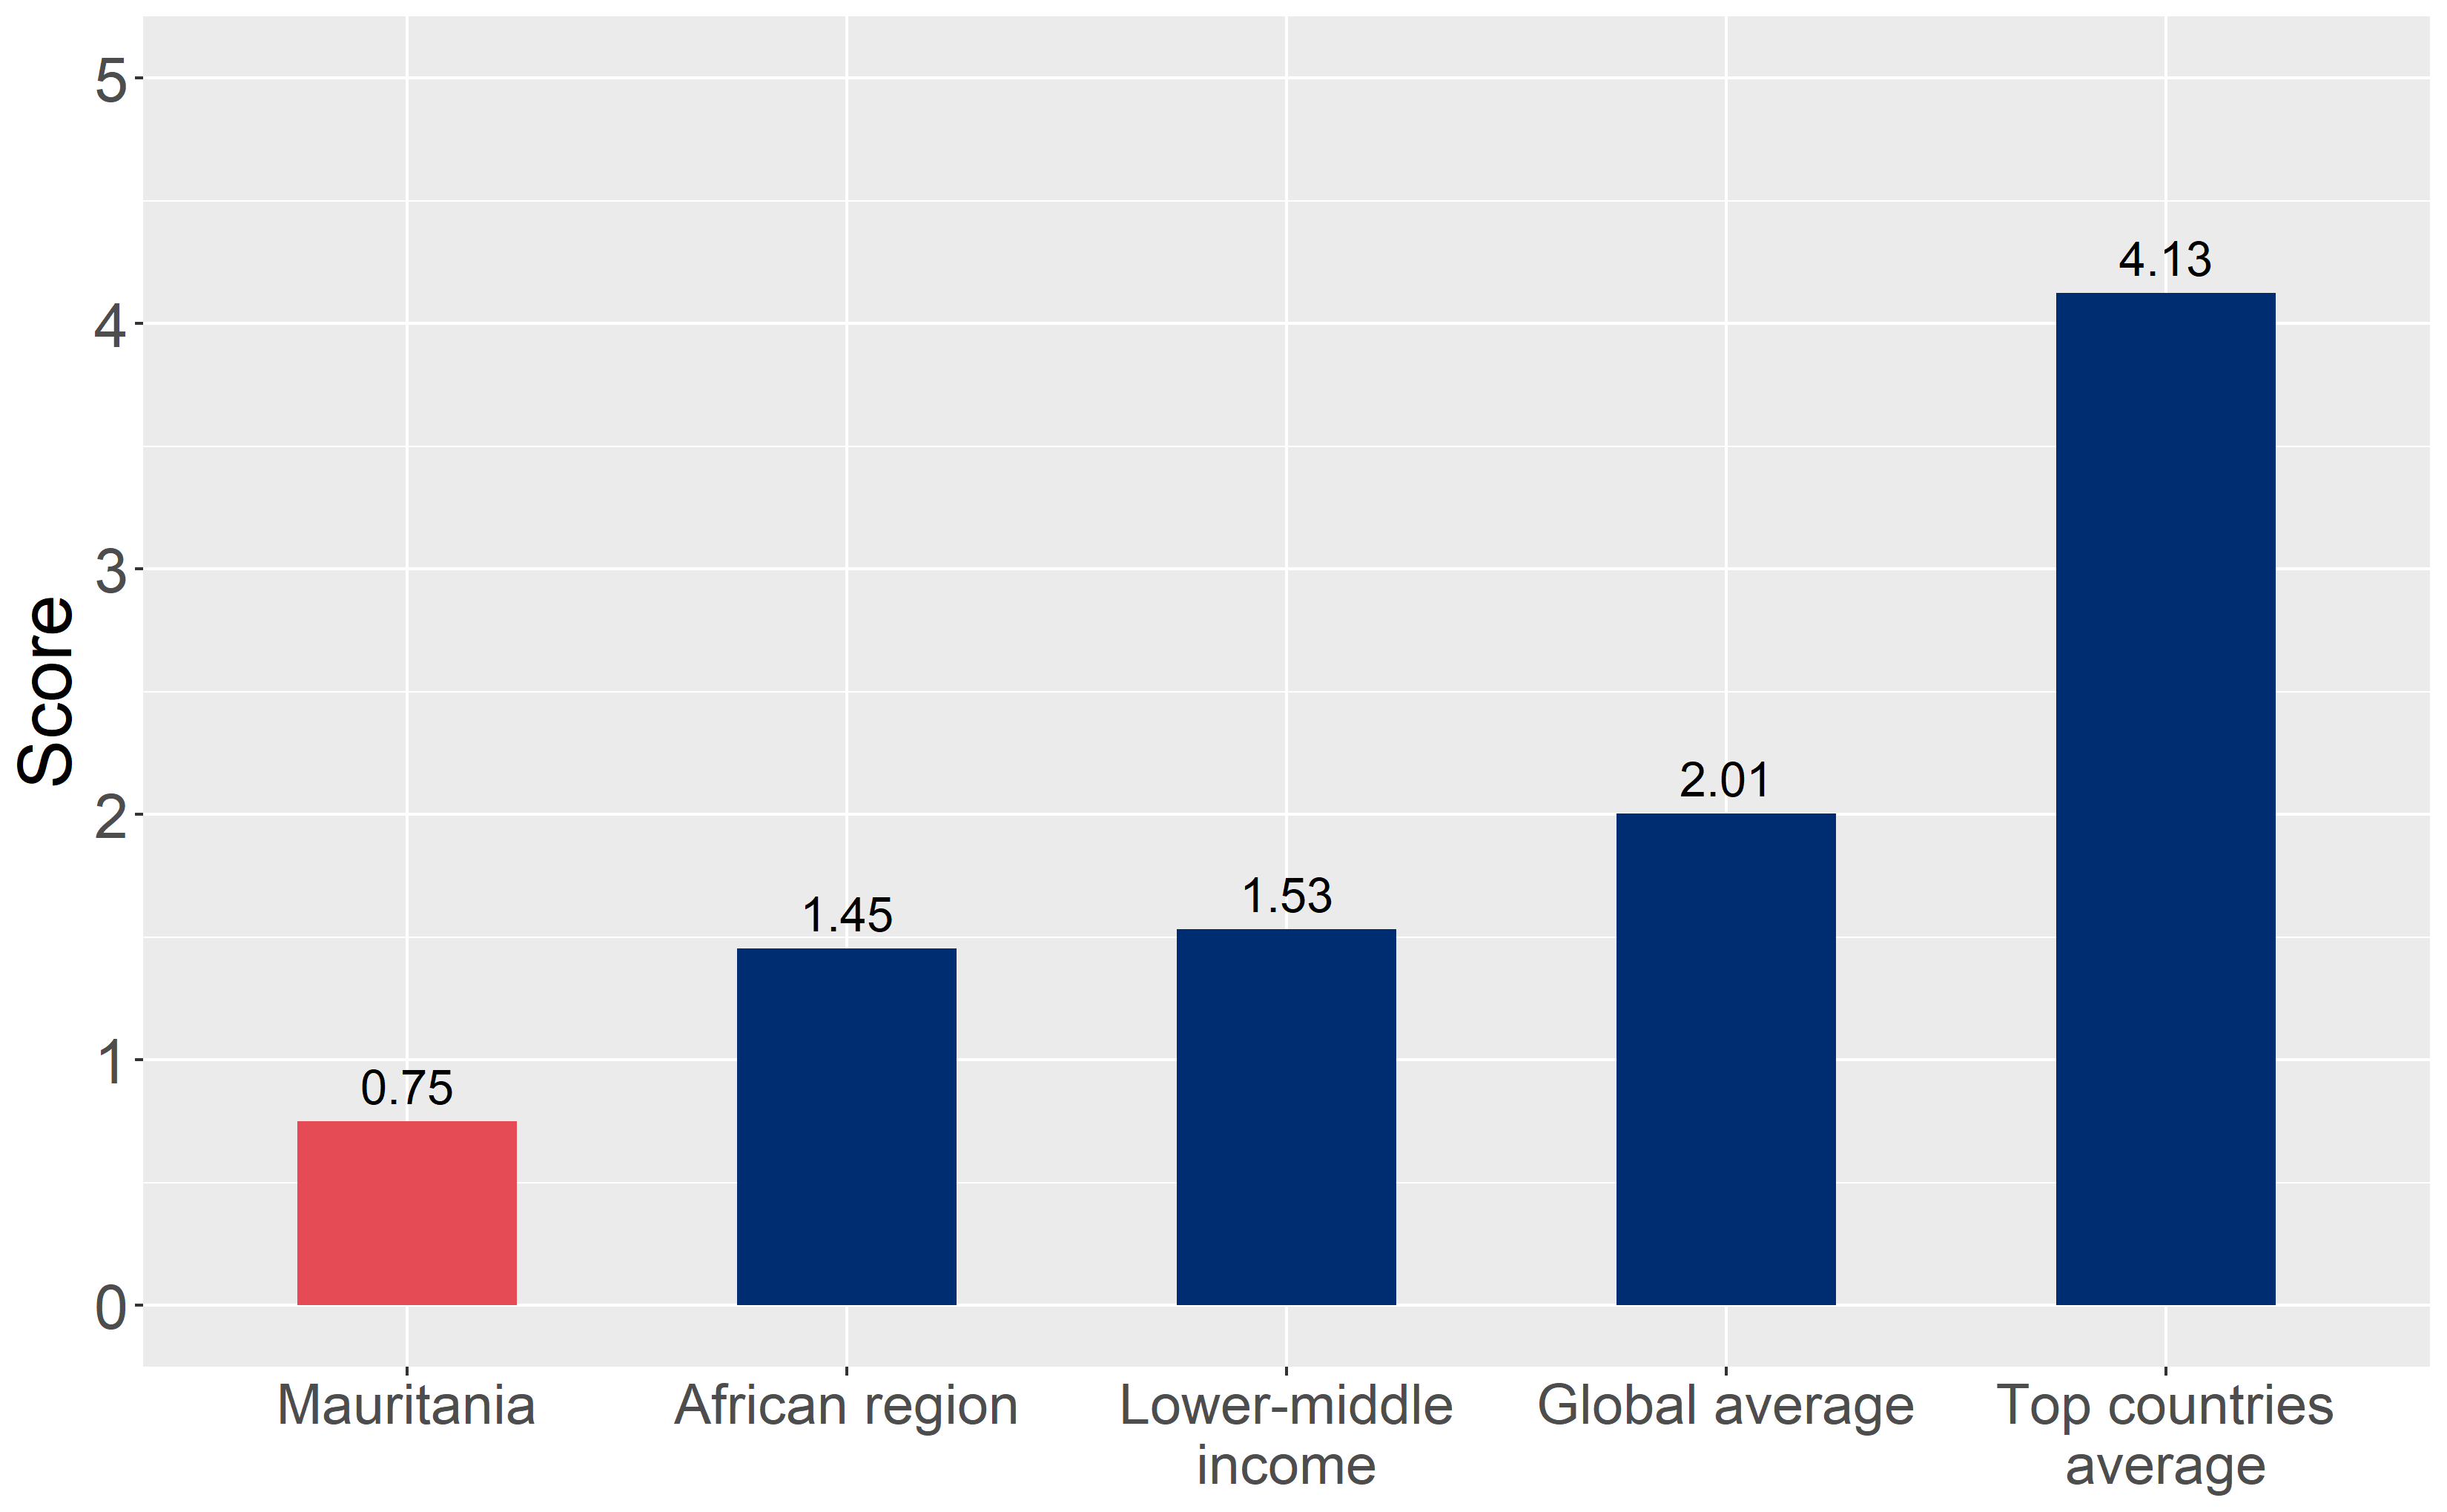 5
4
3
2
1
0
Score
4.13
2.01
1.53
1.45
0.75
Mauritania
African region
Lower-middle
income
Global average
Top countries
average